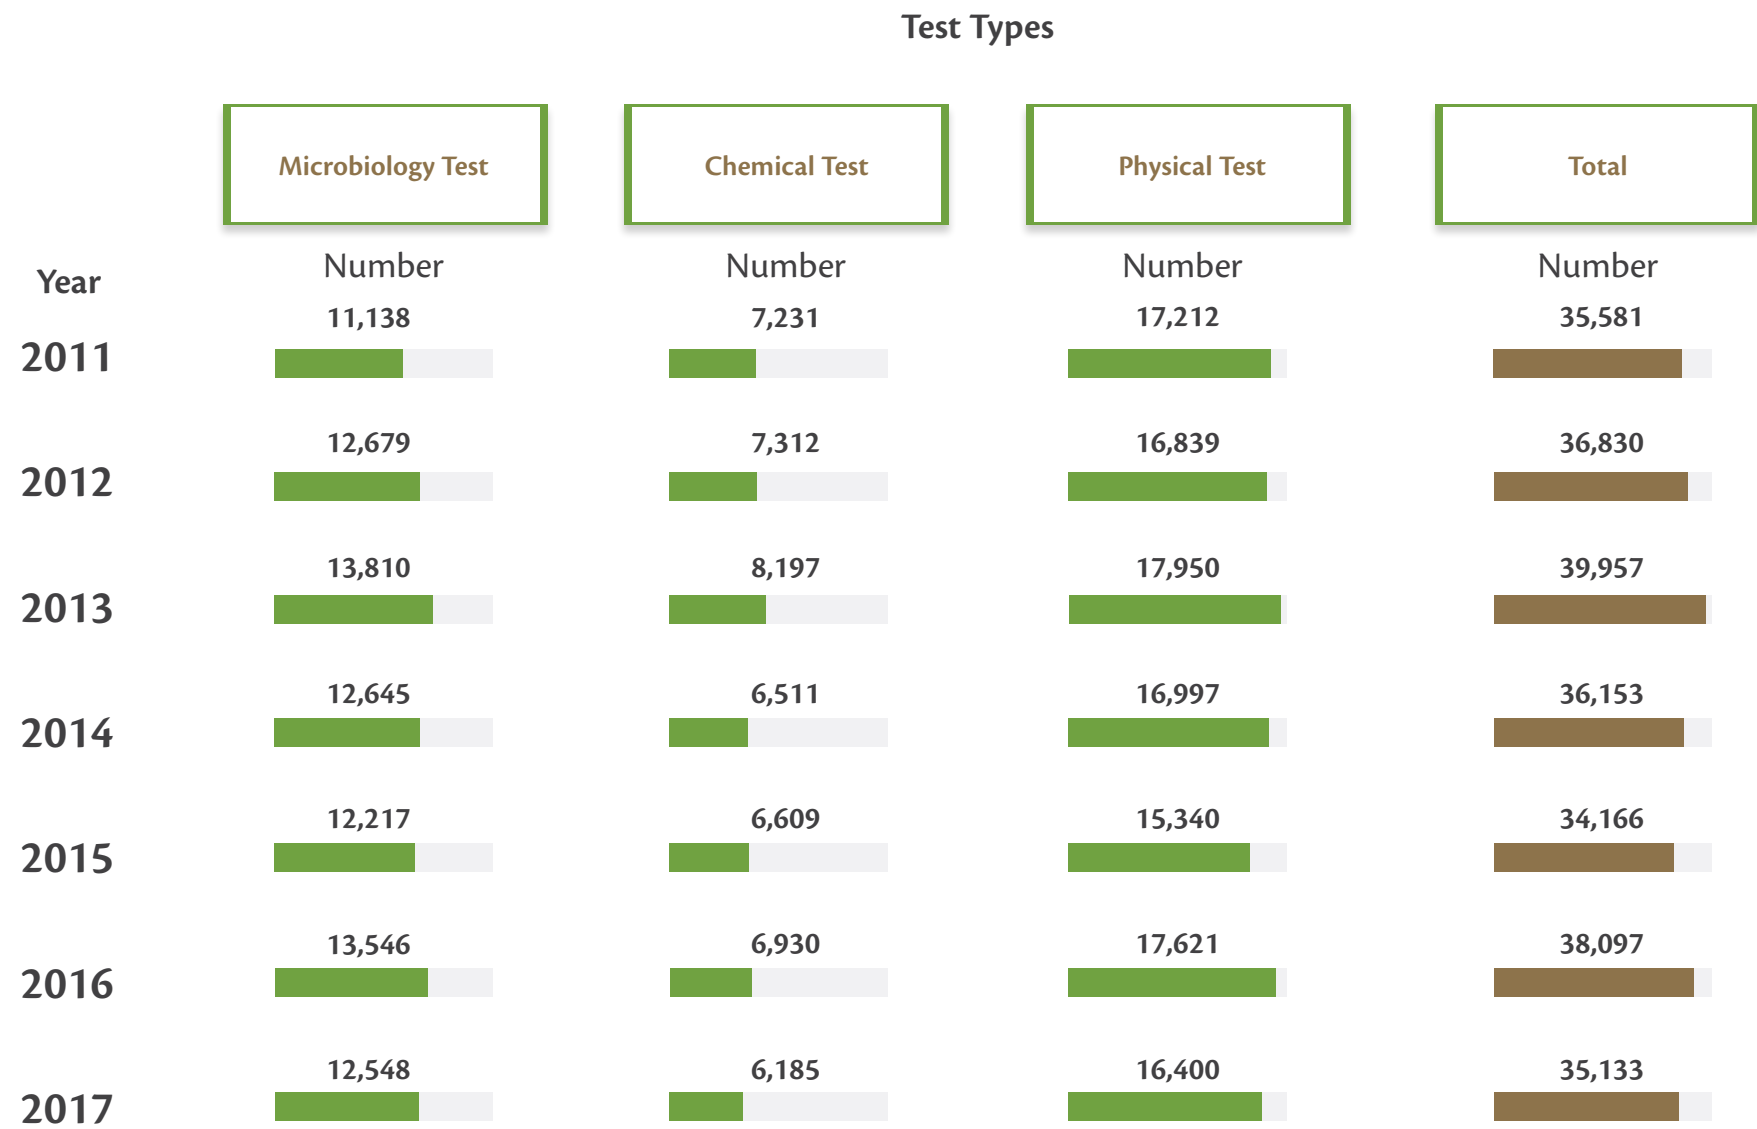 Test Types
Microbiology Test Chemical Test Physical Test Total
Year Number Number Number Number
2011 11,138 7,231 17,212 35,581
2012 12,679 7,312 16,839 36,830
2013 13,810 8,197 17,950 39,957
2014 12,645 6,511 16,997 36,153
2015 12,217 6,609 15,340 34,166
2016 13,546 6,930 17,621 38,097
2017 12,548 6,185 16,400 35,133